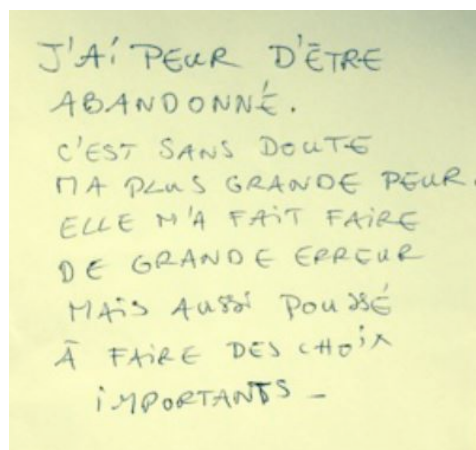 J'Aí PEUR D'ÊTRE
ABANDONNÉ.
C'EST SANS DOUTE
MA PLUS GRANDE PEUR.
ELLE M'A FAIT FAIRE
DE GRANDE ERREUR
MAIS AUSSI POUSSÉ
À FAIRE DES CHOIX
IMPORTANTS -